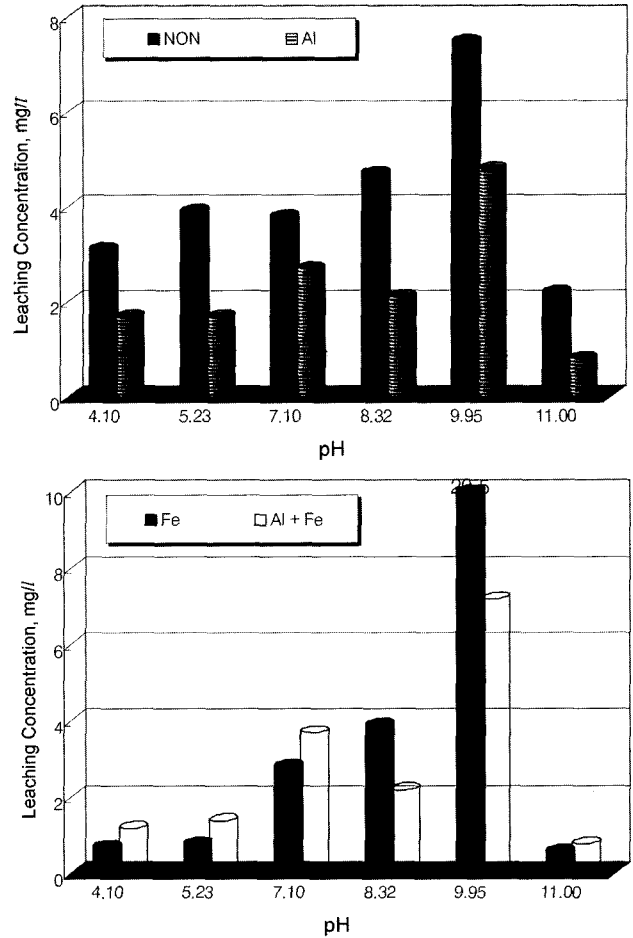 8
NON
Al
6
4
2
0
Leaching Concentration, mg/l
4.10 5.23 7.10 8.32 9.95 11.00
pH
10
Fe
Al + Fe
8
6
4
2
0
Leaching Concentration, mg/l
4.10 5.23 7.10 8.32 9.95 11.00
pH